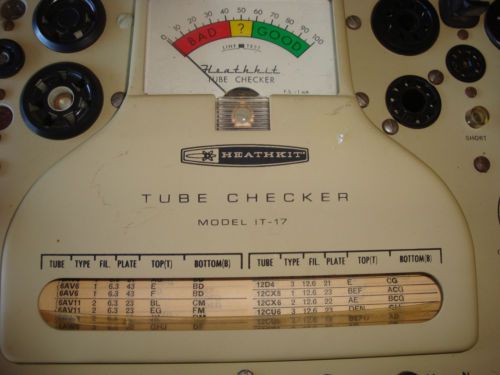 0 10 20 30 40 50 60 70 80 90 100
BAD ? GOOD
LINE TEST
Heathkit
TUBE CHECKER
SHORT
HEATHKIT
TUBE CHECKER
MODEL IT-17
TUBE TYPE FIL. PLATE TOP(T) BOTTOM(B) TUBE TYPE FIL. PLATE TOP(T) BOTTOM(B)
6AV6 1 6.3 43 E BD 12D4 3 12.6 21 E CG
6AV6 1 6.3 43 F BD 12CX6 1 12.6 23 BEF ACG
6AV11 2 6.3 23 BL CM 12CX6 2 12.6 22 AE BCG
6AV11 2 6.3 23 EG FM 12CU6 3 12.6 23